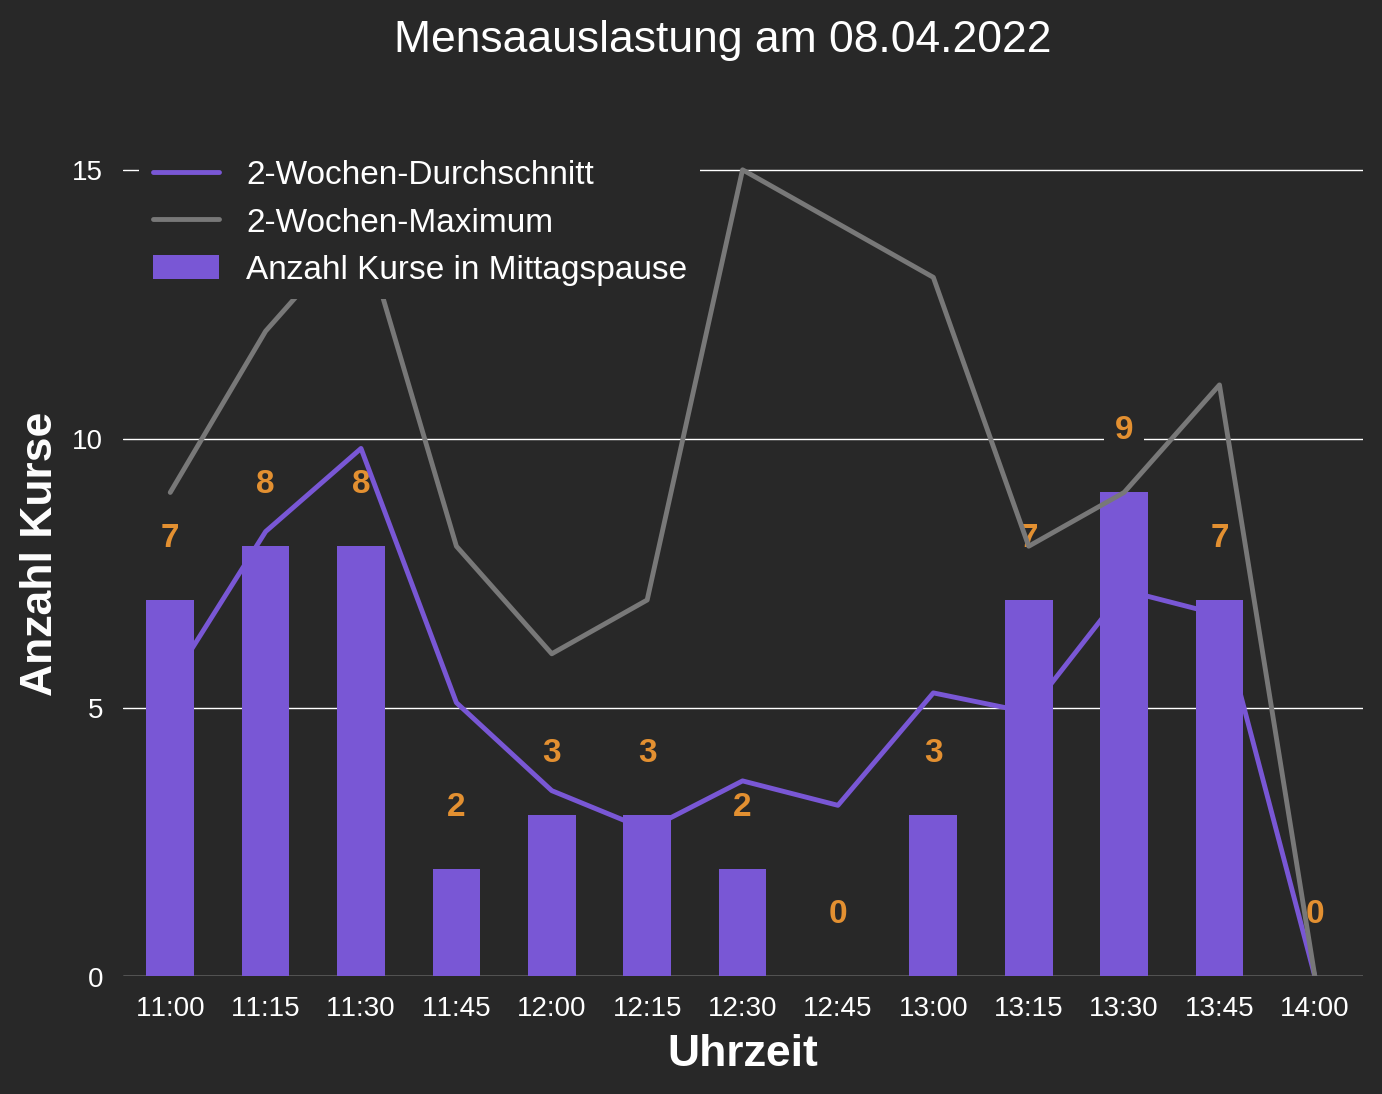 Mensaauslastung am 08.04.2022
2-Wochen-Durchschnitt
2-Wochen-Maximum
Anzahl Kurse in Mittagspause
Anzahl Kurse
15
10
5
0
7
8
8
2
3
3
2
0
3
7
9
7
0
11:00 11:15 11:30 11:45 12:00 12:15 12:30 12:45 13:00 13:15 13:30 13:45 14:00
Uhrzeit